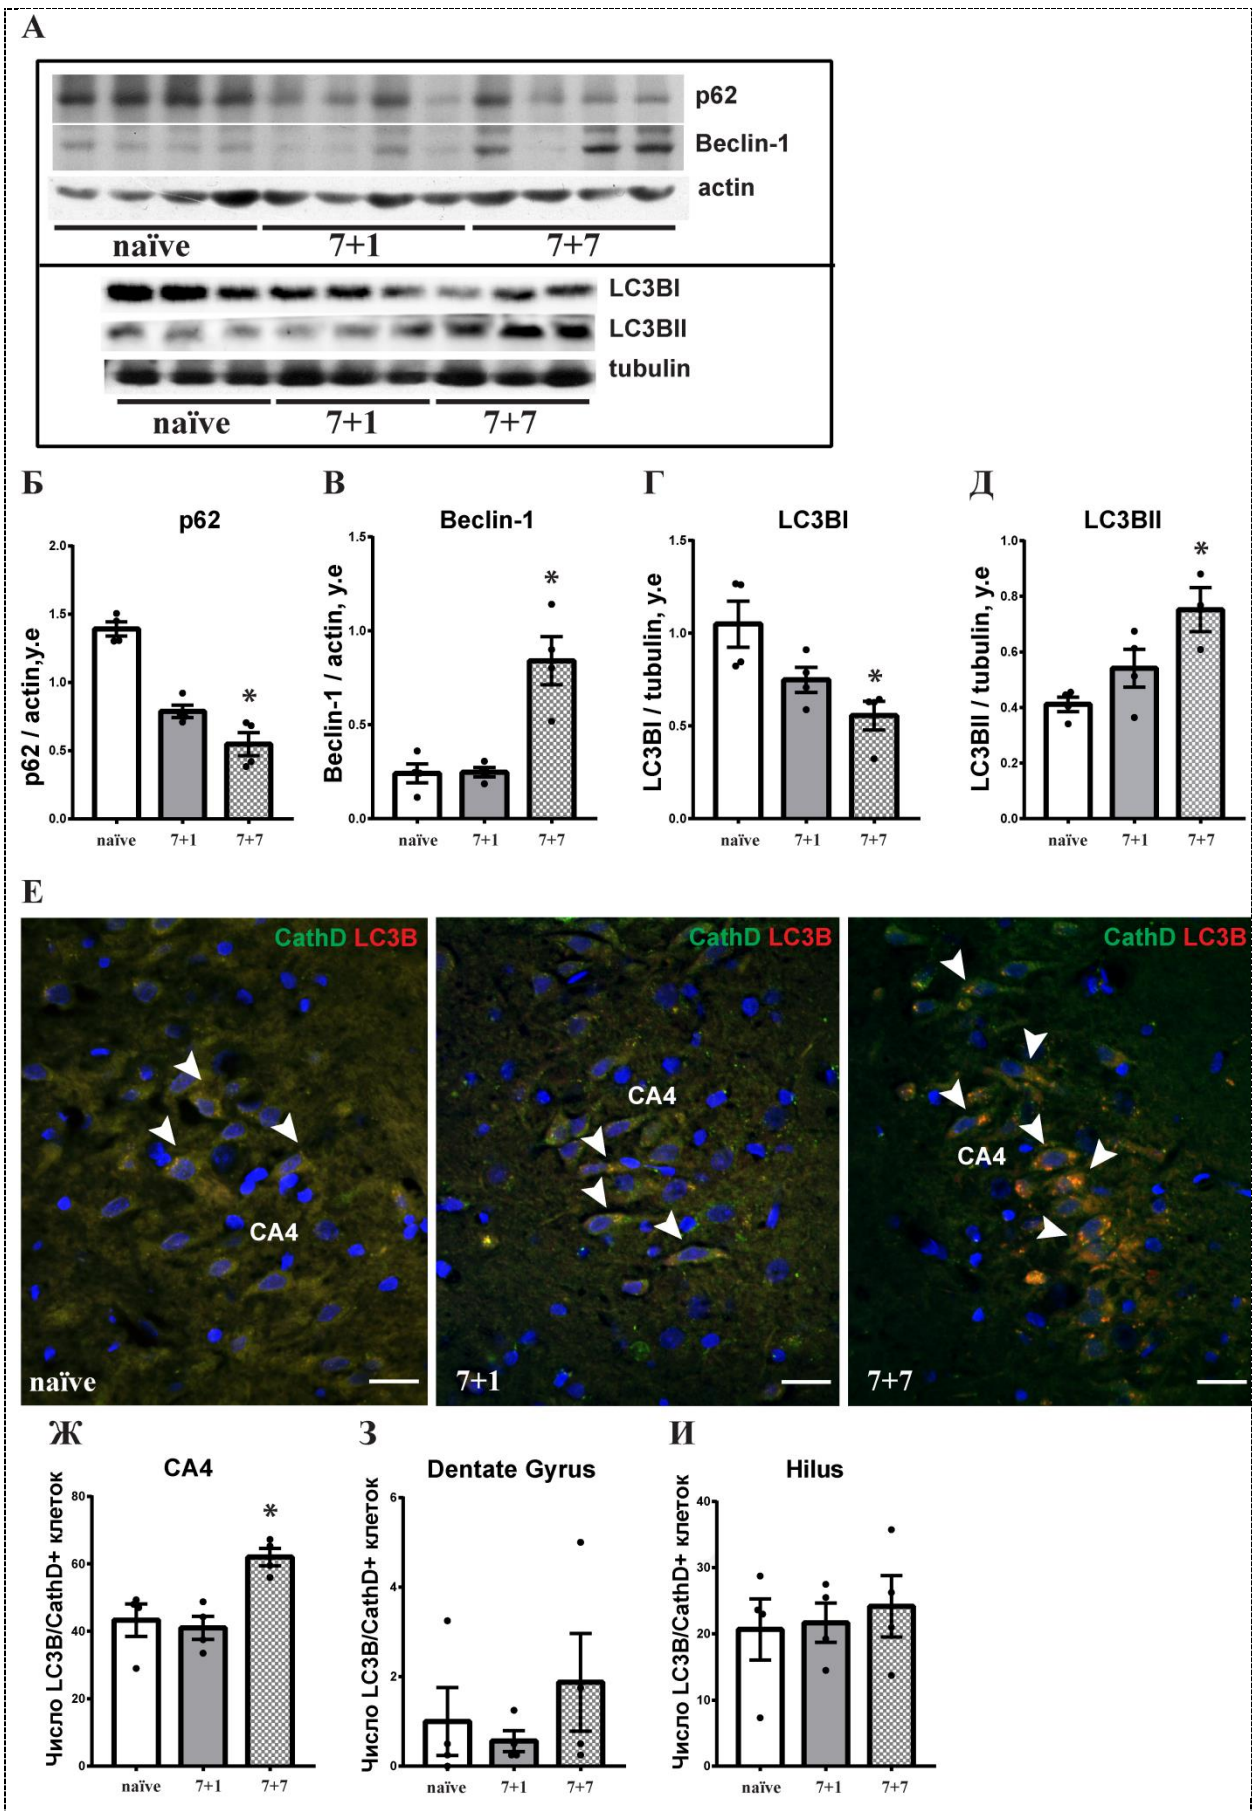 А
p62
Beclin-1
actin
naïve 7+1 7+7
LC3BI
LC3BII
tubulin
naïve 7+1 7+7
Б В Г Д
p62
p62 / actin,y.e
2.0
1.5
1.0
0.5
0.0
naïve 7+1 7+7
*
Beclin-1
Beclin-1 / actin, y.e
1.5
1.0
0.5
0.0
naïve 7+1 7+7
*
LC3BI
LC3BI / tubulin, y.e
1.5
1.0
0.5
0.0
naïve 7+1 7+7
*
LC3BII
LC3BII / tubulin, y.e
1.0
0.8
0.6
0.4
0.2
0.0
naïve 7+1 7+7
*
Е
CathD LC3B
CA4
naïve
CathD LC3B
CA4
7+1
CathD LC3B
CA4
7+7
Ж З И
CA4
Число LC3B/CathD+ клеток
80
60
40
20
0
naïve 7+1 7+7
*
Dentate Gyrus
Число LC3B/CathD+ клеток
6
4
2
0
naïve 7+1 7+7
Hilus
Число LC3B/CathD+ клеток
40
30
20
10
0
naïve 7+1 7+7